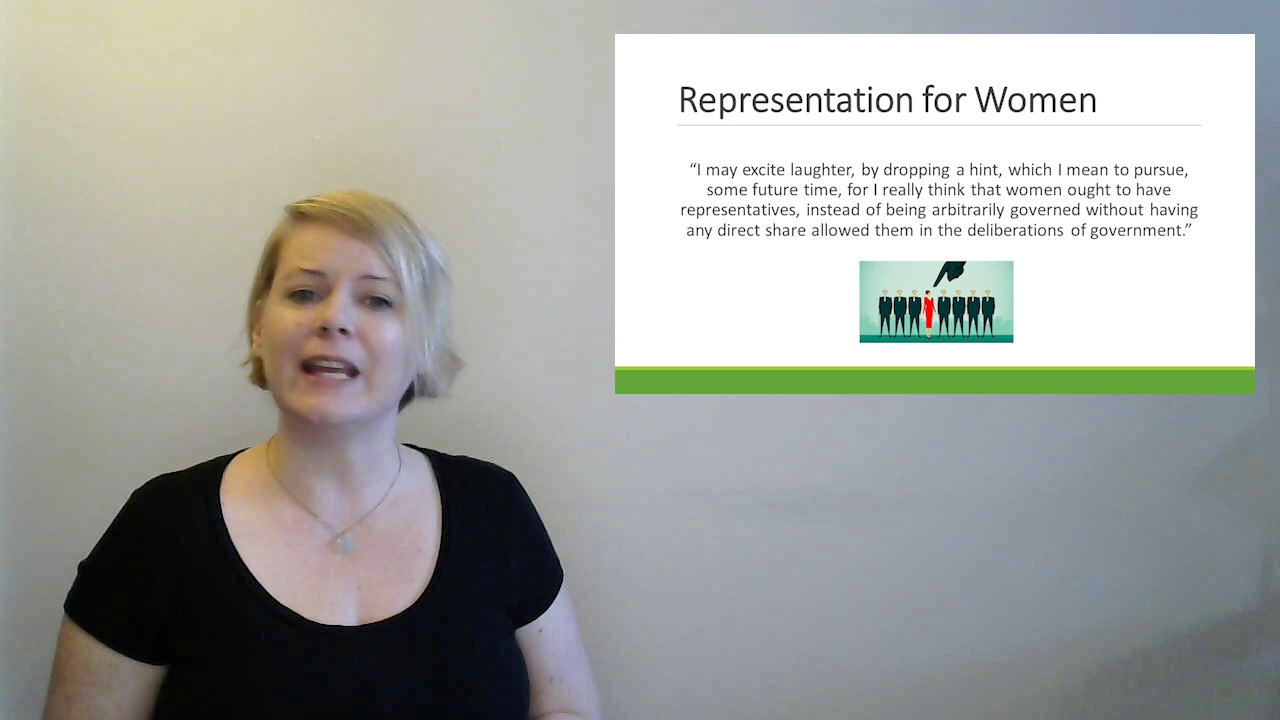 Representation for Women
“I may excite laughter, by dropping a hint, which I mean to pursue,
some future time, for I really think that women ought to have
representatives, instead of being arbitrarily governed without having
any direct share allowed them in the deliberations of government.”